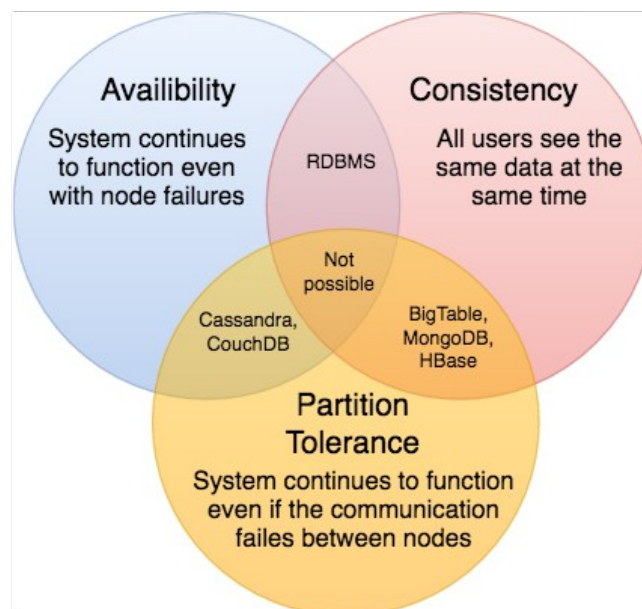 Availibility
System continues
to function even
with node failures
Consistency
All users see the
same data at the
same time
RDBMS
Not
possible
Cassandra,
CouchDB
BigTable,
MongoDB,
HBase
Partition
Tolerance
System continues to function
even if the communication
failes between nodes